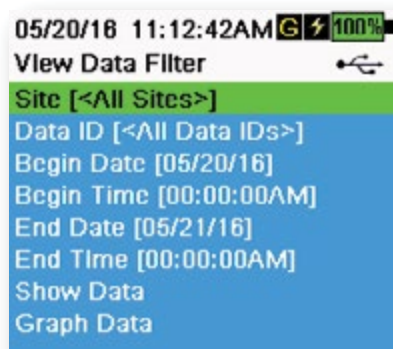 05/20/16 11:12:42AM G 100%
View Data Filter
Site [<All Sites>]
Data ID [<All Data IDs>]
Begin Date [05/20/16]
Begin Time [00:00:00AM]
End Date [05/21/16]
End Time [00:00:00AM]
Show Data
Graph Data